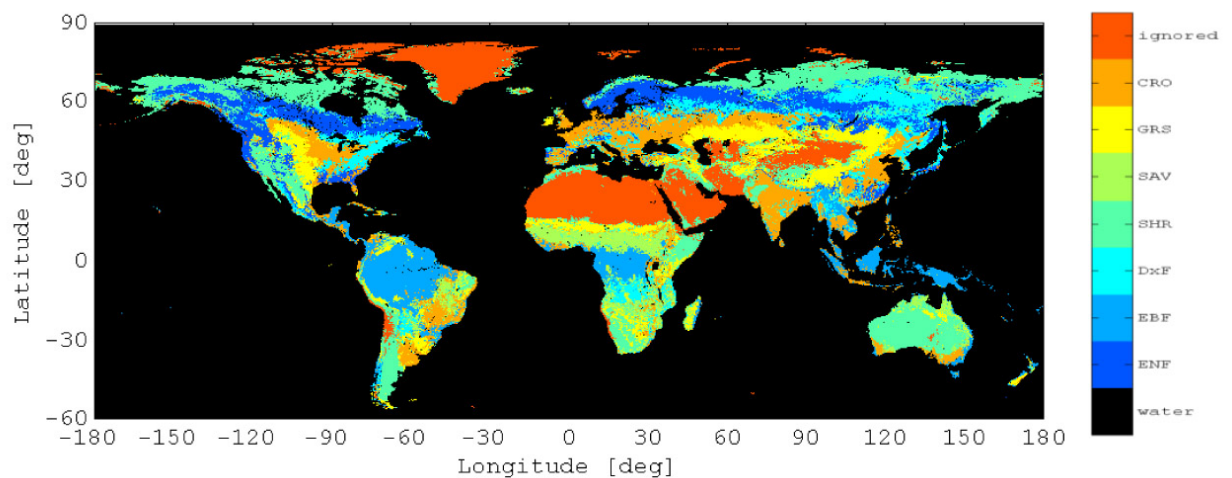 90
60
30
0
-30
-60
Latitude [deg]
-180 -150 -120 -90 -60 -30 0 30 60 90 120 150 180
Longitude [deg]
ignored
CRO
GRS
SAV
SHR
DxF
EBF
ENF
water